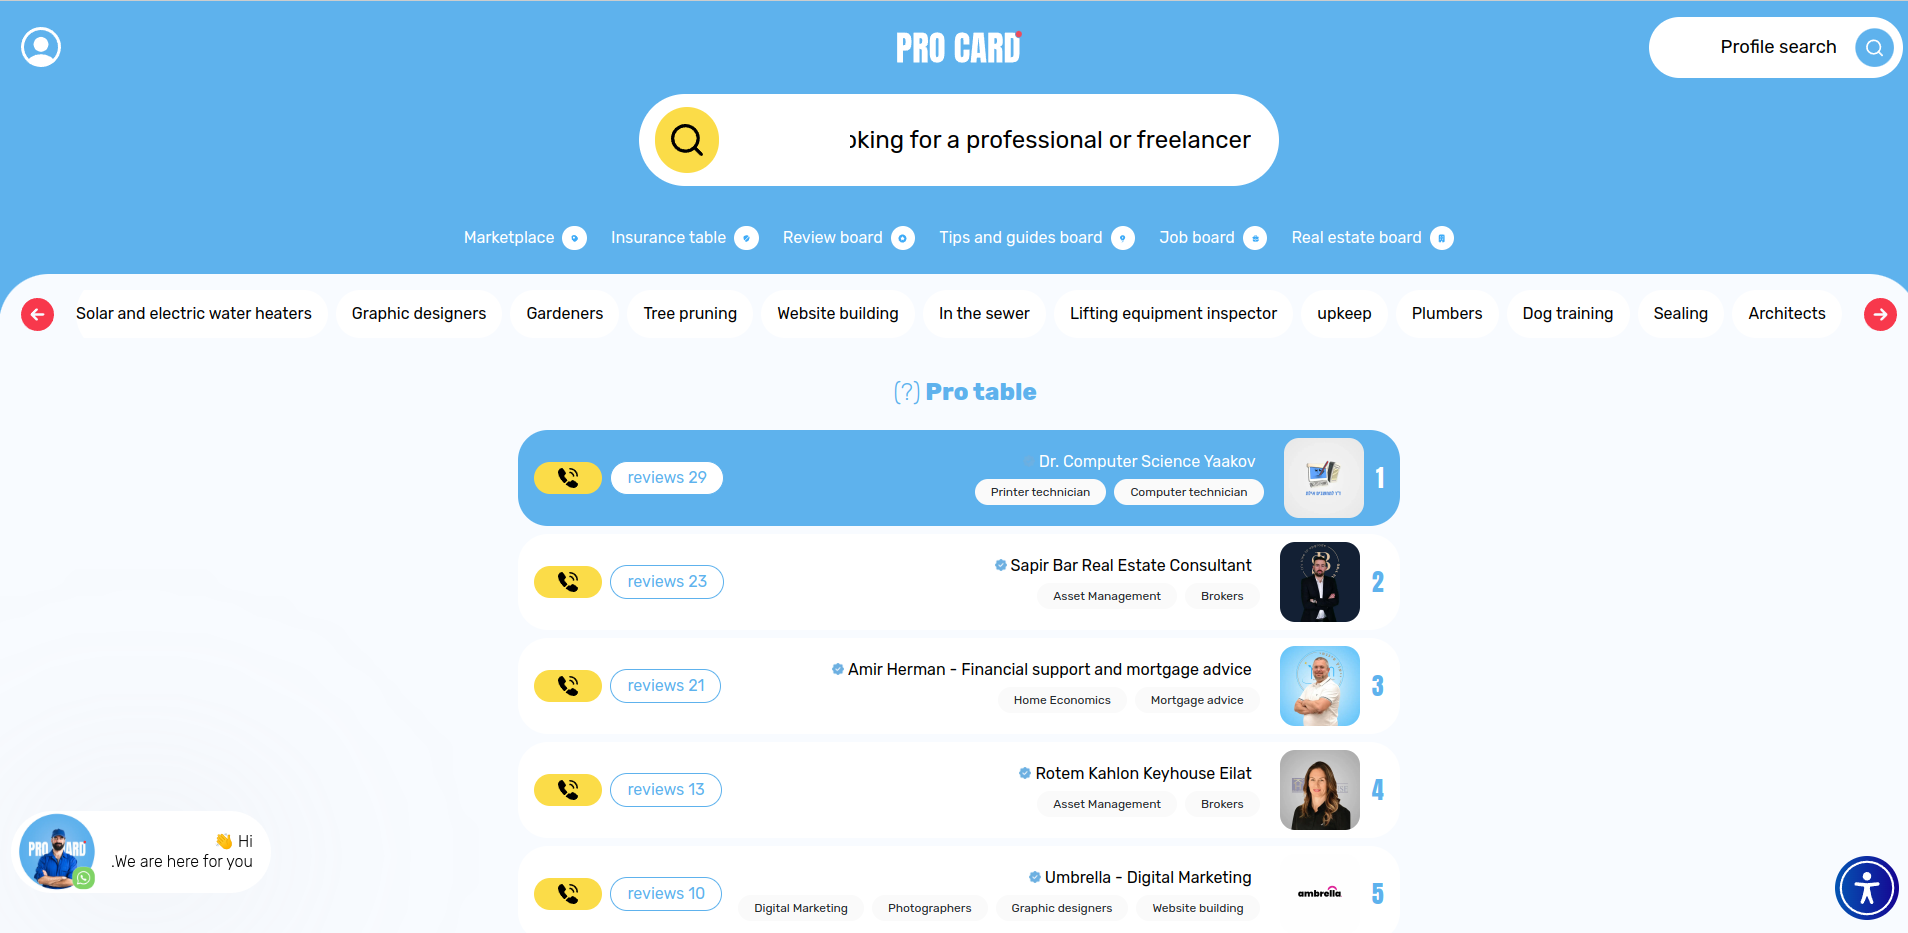 PRO CARD
Profile search
oking for a professional or freelancer
Marketplace
Insurance table
Review board
Tips and guides board
Job board
Real estate board
Solar and electric water heaters
Graphic designers
Gardeners
Tree pruning
Website building
In the sewer
Lifting equipment inspector
upkeep
Plumbers
Dog training
Sealing
Architects
(?) Pro table
reviews 29
Dr. Computer Science Yaakov
Printer technician
Computer technician
1
reviews 23
Sapir Bar Real Estate Consultant
Asset Management
Brokers
2
reviews 21
Amir Herman - Financial support and mortgage advice
Home Economics
Mortgage advice
3
reviews 13
Rotem Kahlon Keyhouse Eilat
Asset Management
Brokers
4
reviews 10
Umbrella - Digital Marketing
Digital Marketing
Photographers
Graphic designers
Website building
ambrella
5
👋 Hi
.We are here for you